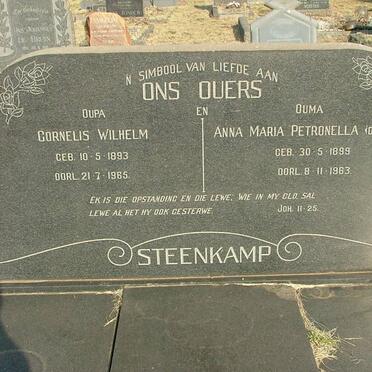 'N SIMBOOL VAN LIEFDE AAN
ONS OUERS
OUPA
CORNELIS WILHELM
GEB. 10-5-1893
OORL. 21-7-1965.
EN
OUMA
ANNA MARIA PETRONELLA
GEB. 30-5-1899
OORL. 8-11-1983.
EK IS DIE OPSTANDING EN DIE LEWE; WIE IN MY GLO, SAL
LEWE AL HET HY OOK GESTERWE.
JOH. 11-25.
STEENKAMP